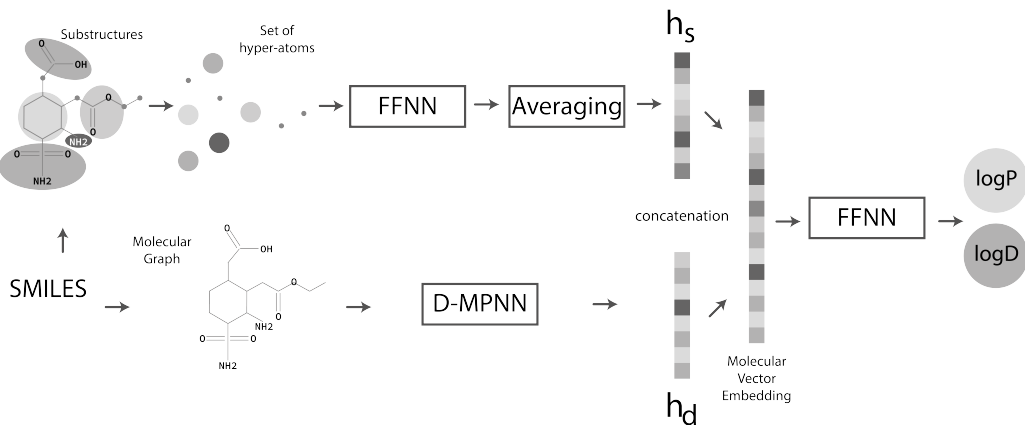 Substructures
O
OH
O
O
NH2
O
O
NH2
Set of
hyper-atoms
FFNN
Averaging
hs
SMILES
Molecular
Graph
O
OH
O
O
NH2
O
O
NH2
D-MPNN
hd
concatenation
Molecular
Vector
Embedding
FFNN
logP
logD